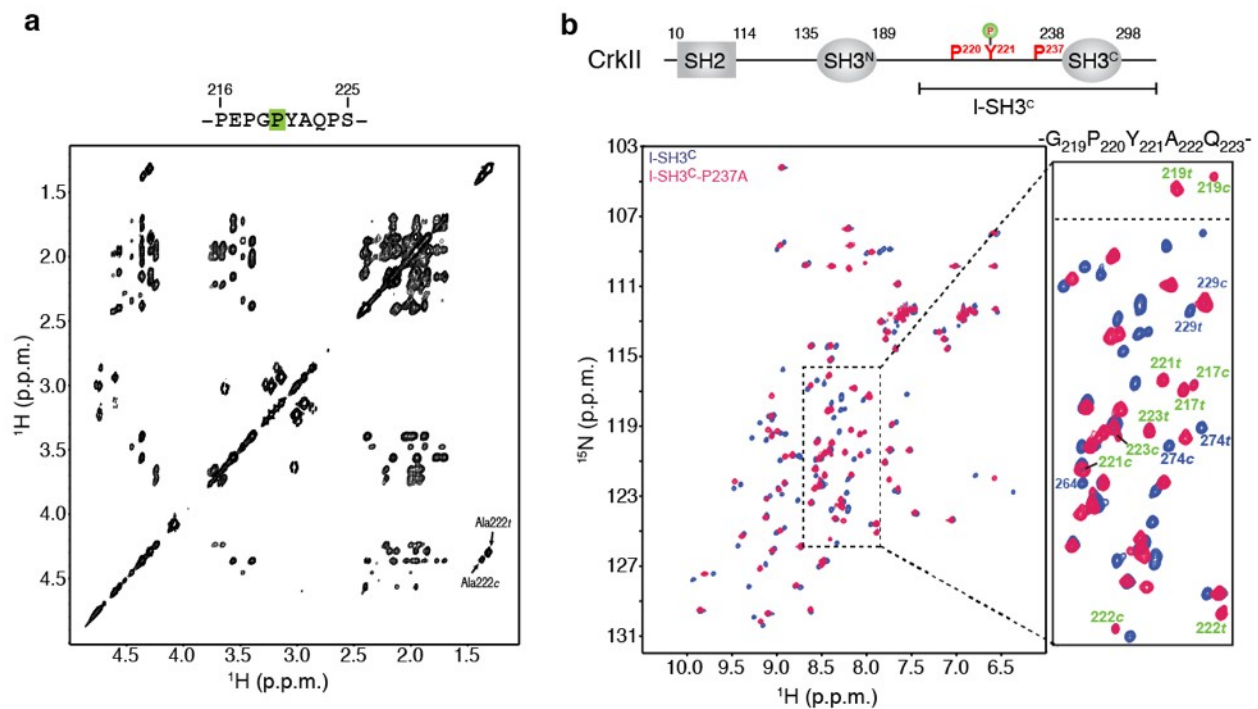 a
216 225
–PEPGPYAQPS–
1.5
2.0
2.5
3.0
3.5
4.0
4.5
¹H (p.p.m.)
Ala222t
Ala222c
4.5 4.0 3.5 3.0 2.5 2.0 1.5
¹H (p.p.m.)
b
10 114 135 189 P 238 298
CrkII SH2 SH3ᴺ P²²⁰ Y²²¹ P²³⁷ SH3ᶜ
l-SH3ᶜ
-G₂₁₉P₂₂₀Y₂₂₁A₂₂₂Q₂₂₃-
103
107
111
115
119
123
127
131
¹⁵N (p.p.m.)
l-SH3ᶜ
l-SH3ᶜ-P237A
10.0 9.5 9.0 8.5 8.0 7.5 7.0 6.5
¹H (p.p.m.)
219t
219c
229c
229t
221t
217c
217t
223t
223c
274t
221c
274c
264
222c
222t